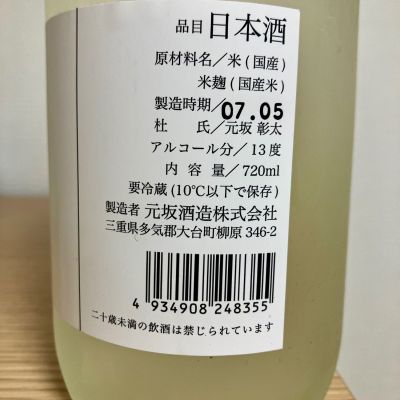 品目 日本酒
原材料名／米(国産)
米麹(国産米)
製造時期／07.05
杜　氏／元坂 彰太
アルコール分／13度
内 容 量／720ml
要冷蔵(10℃以下で保存)
製造者 元坂酒造株式会社
三重県多気郡大台町柳原 346-2
4 934908 248355
二十歳未満の飲酒は禁じられています